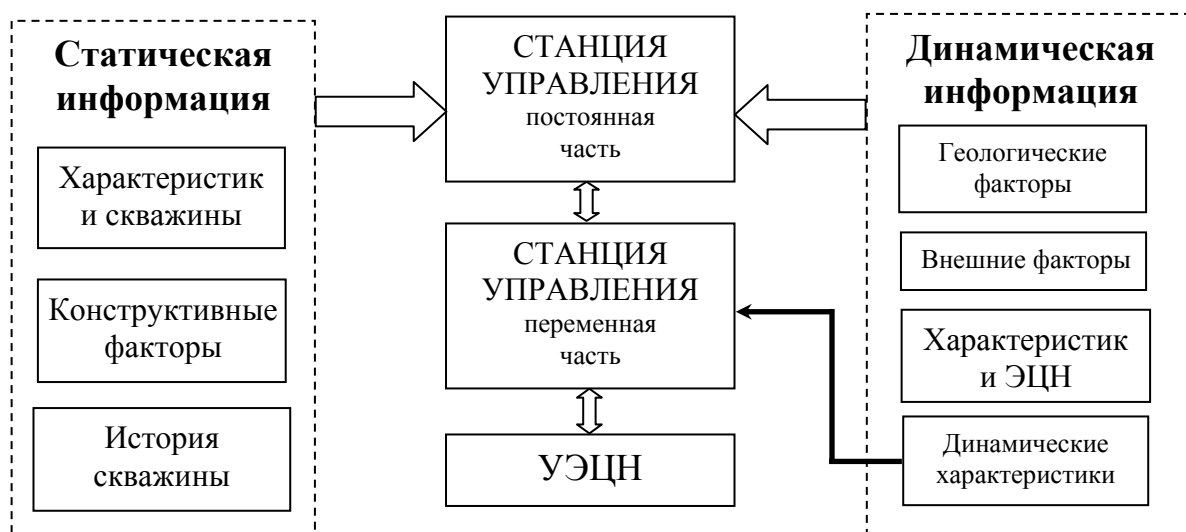 Статическая
информация
Характеристик
и скважины
Конструктивные
факторы
История
скважины
СТАНЦИЯ
УПРАВЛЕНИЯ
постоянная
часть
СТАНЦИЯ
УПРАВЛЕНИЯ
переменная
часть
УЭЦН
Динамическая
информация
Геологические
факторы
Внешние факторы
Характеристик
и ЭЦН
Динамические
характеристики